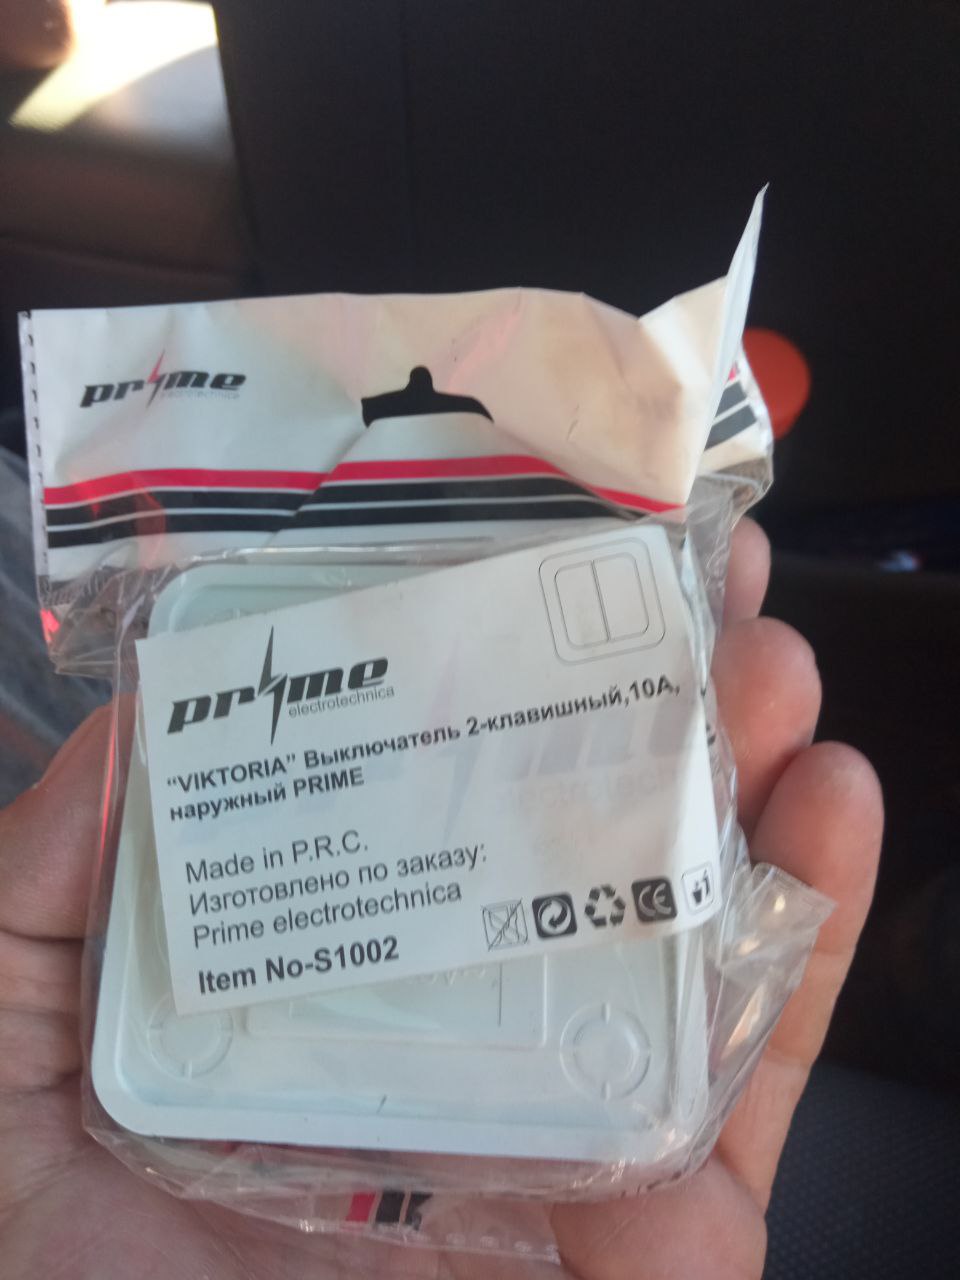 prime
electrotechnica
prime
electrotechnica
“VIKTORIA” Выключатель 2-клавишный,10А,
наружный PRIME
Made in P.R.C.
Изготовлено по заказу:
Prime electrotechnica
Item No-S1002
CE